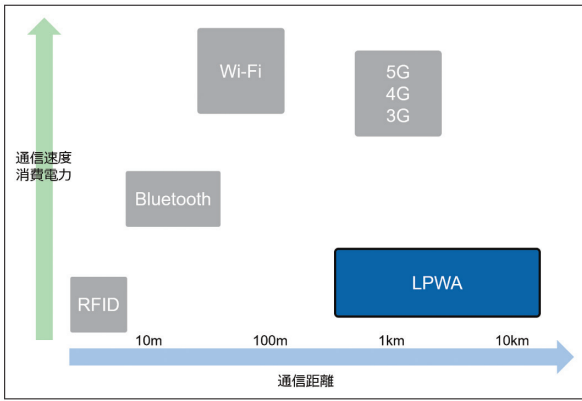 Wi-Fi
5G
4G
3G
通信速度
消費電力
Bluetooth
RFID
LPWA
10m
100m
1km
10km
通信距離